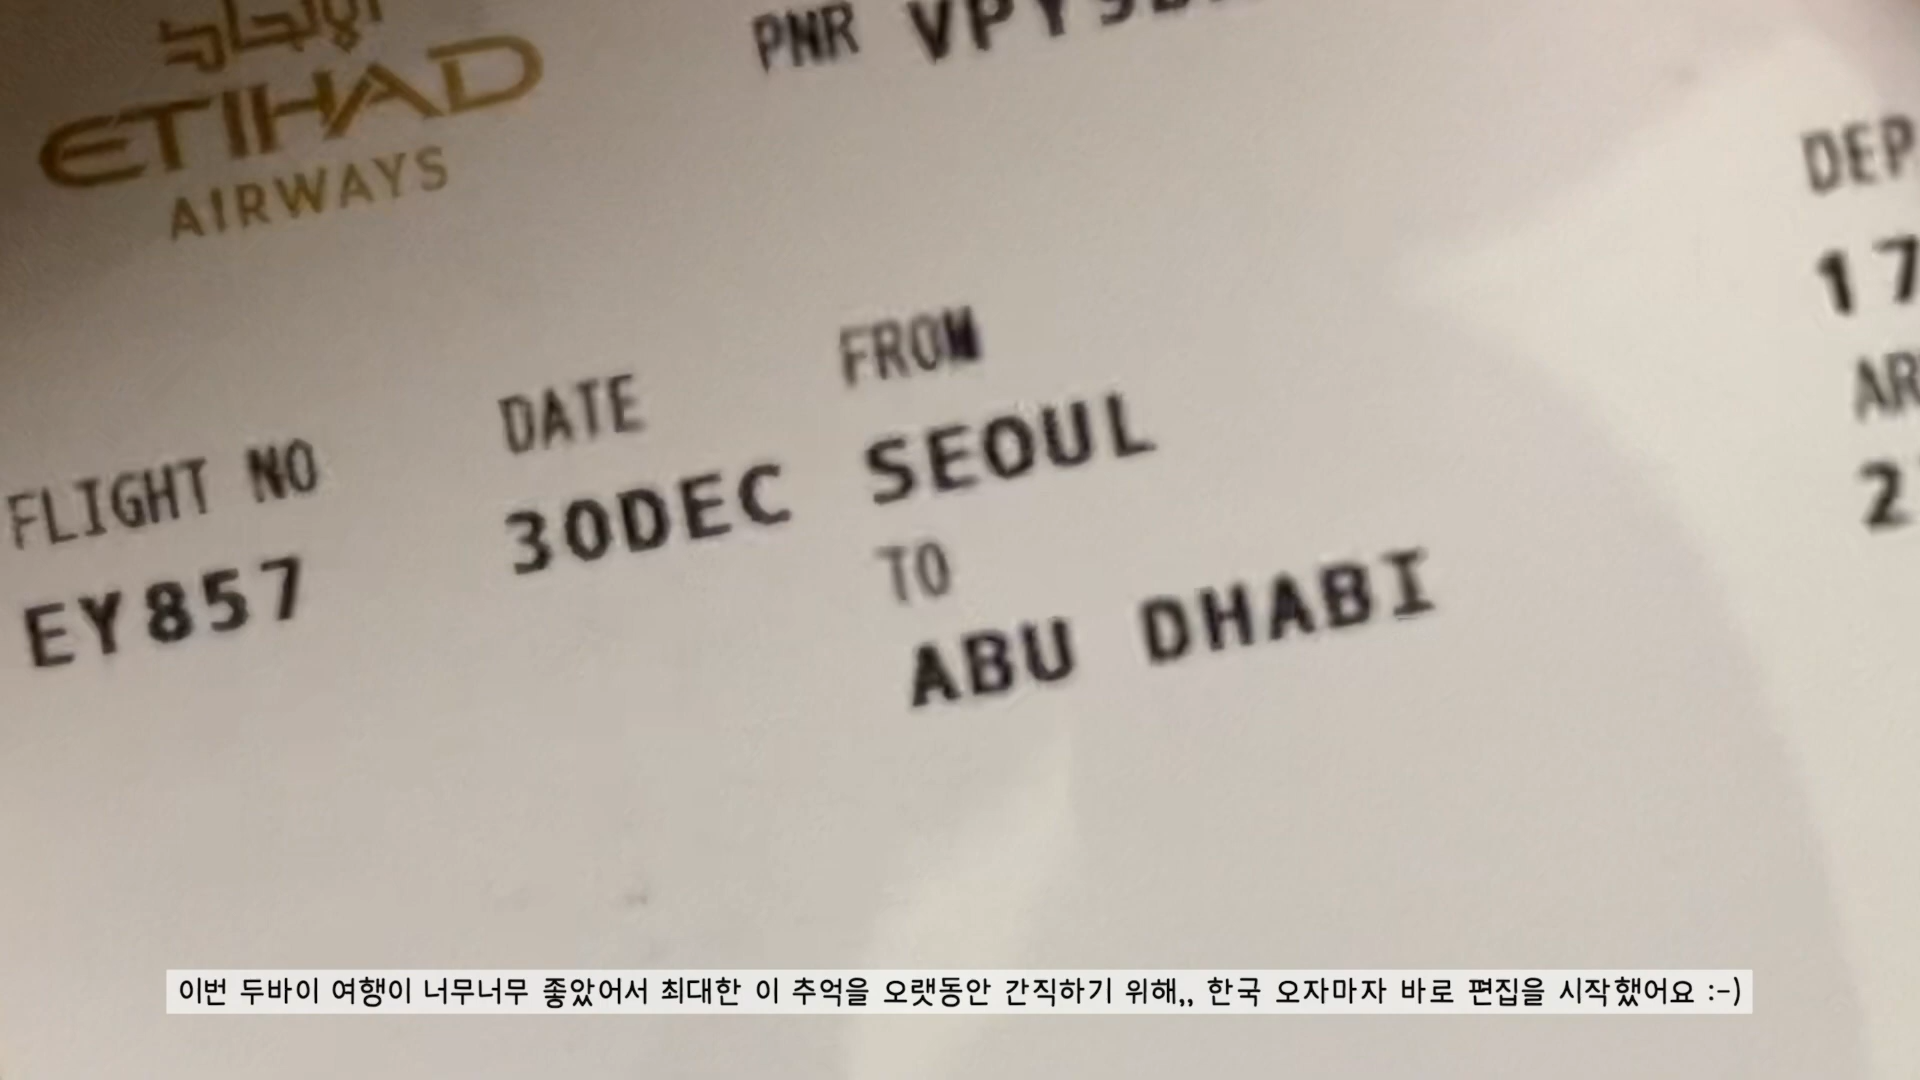 الإتحاد
ETIHAD
AIRWAYS
PNR
FLIGHT NO
EY857
DATE
30DEC
FROM
SEOUL
TO
ABU DHABI
이번 두바이 여행이 너무너무 좋았어서 최대한 이 추억을 오랫동안 간직하기 위해,, 한국 오자마자 바로 편집을 시작했어요 :-)